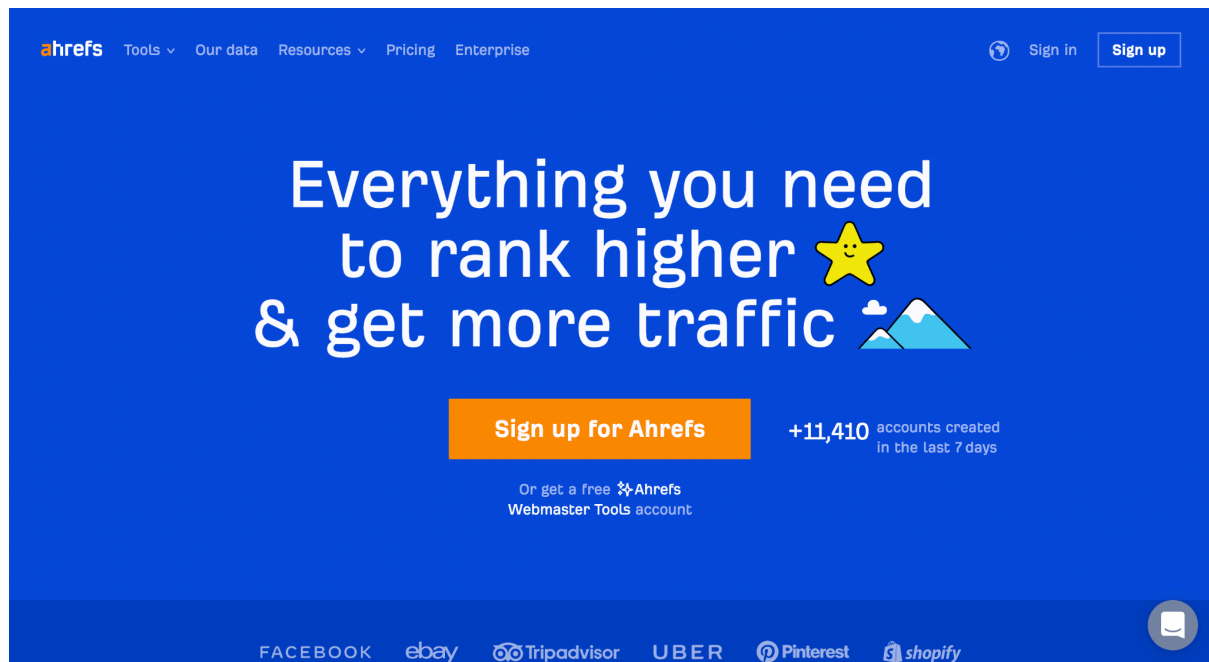 ahrefs Tools Our data Resources Pricing Enterprise Sign in Sign up
Everything you need
to rank higher
& get more traffic
Sign up for Ahrefs
+11,410 accounts created
in the last 7 days
Or get a free Ahrefs
Webmaster Tools account
FACEBOOK ebay Tripadvisor UBER Pinterest shopify